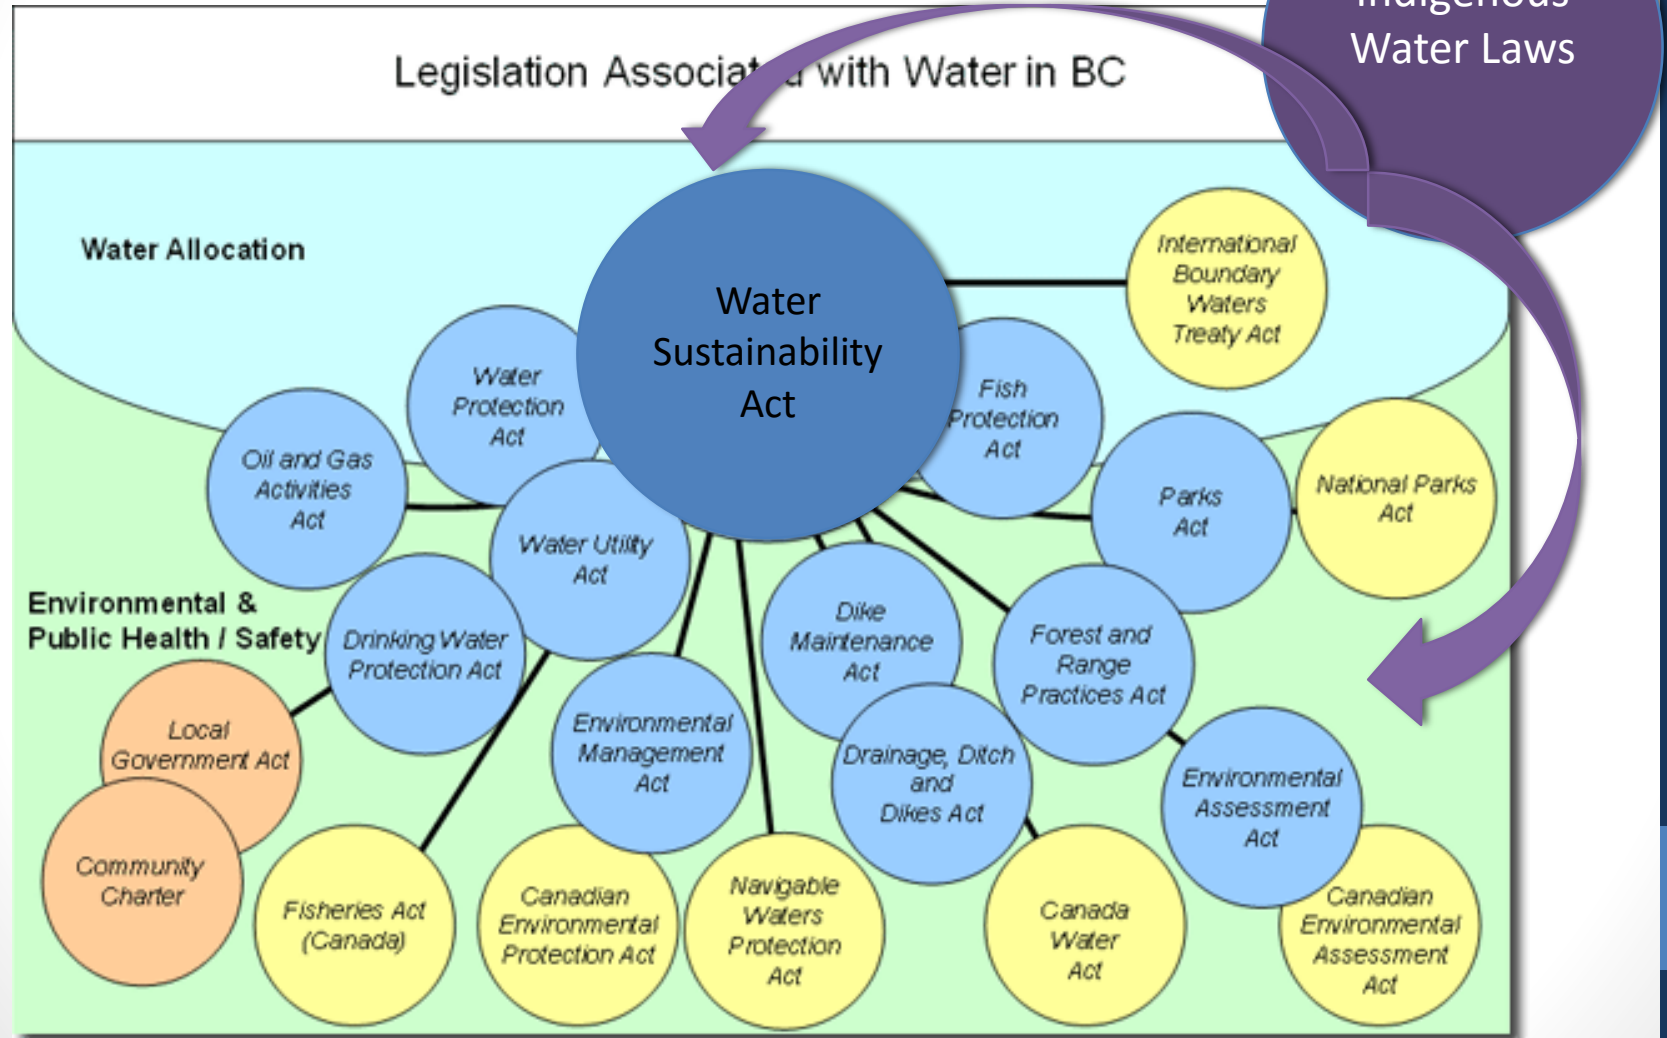 Indigenous
Water Laws
Legislation Associated with Water in BC
Water Allocation
International
Boundary
Waters
Treaty Act
Water
Sustainability
Act
Water
Protection
Act
Fish
Protection
Act
Oil and Gas
Activities
Act
Parks
Act
National Parks
Act
Water Utility
Act
Environmental &
Public Health / Safety
Drinking Water
Protection Act
Dike
Maintenance
Act
Forest and
Range
Practices Act
Local
Government Act
Environmental
Management
Act
Drainage, Ditch
and
Dikes Act
Environmental
Assessment
Act
Community
Charter
Fisheries Act
(Canada)
Canadian
Environmental
Protection Act
Navigable
Waters
Protection
Act
Canada
Water
Act
Canadian
Environmental
Assessment
Act